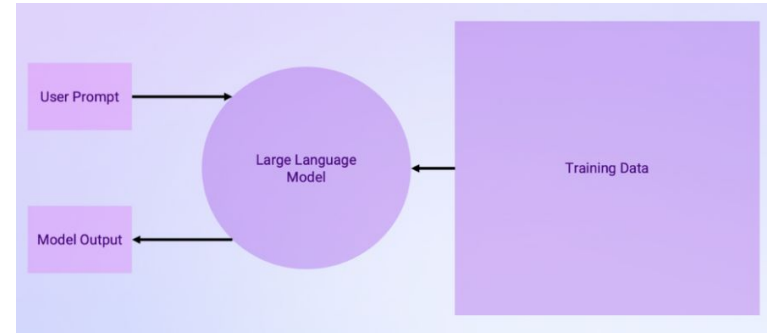 User Prompt
Large Language
Model
Training Data
Model Output